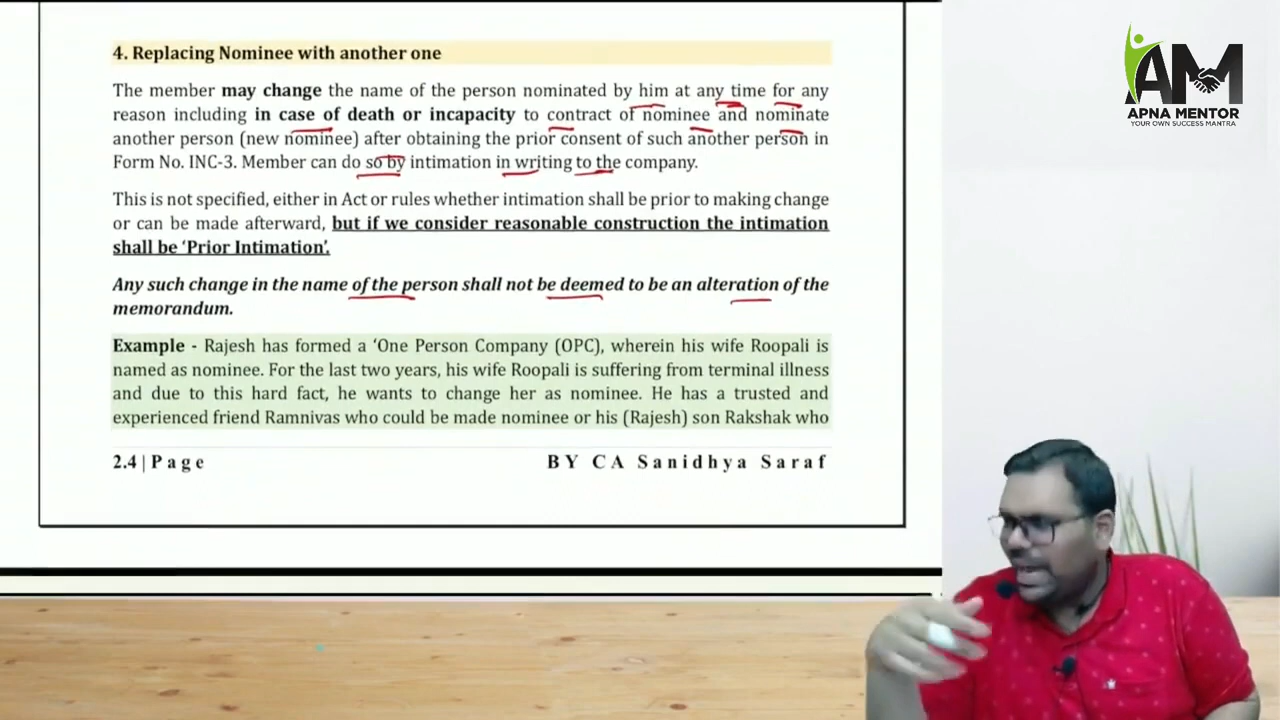 4. Replacing Nominee with another one
The member may change the name of the person nominated by him at any time for any
reason including in case of death or incapacity to contract of nominee and nominate
another person (new nominee) after obtaining the prior consent of such another person in
Form No. INC-3. Member can do so by intimation in writing to the company.
This is not specified, either in Act or rules whether intimation shall be prior to making change
or can be made afterward, but if we consider reasonable construction the intimation
shall be ‘Prior Intimation’.
Any such change in the name of the person shall not be deemed to be an alteration of the
memorandum.
Example - Rajesh has formed a ‘One Person Company (OPC), wherein his wife Roopali is
named as nominee. For the last two years, his wife Roopali is suffering from terminal illness
and due to this hard fact, he wants to change her as nominee. He has a trusted and
experienced friend Ramnivas who could be made nominee or his (Rajesh) son Rakshak who
2.4 | Page BY CA Sanidhya Saraf
AM
APNA MENTOR
YOUR OWN SUCCESS MANTRA